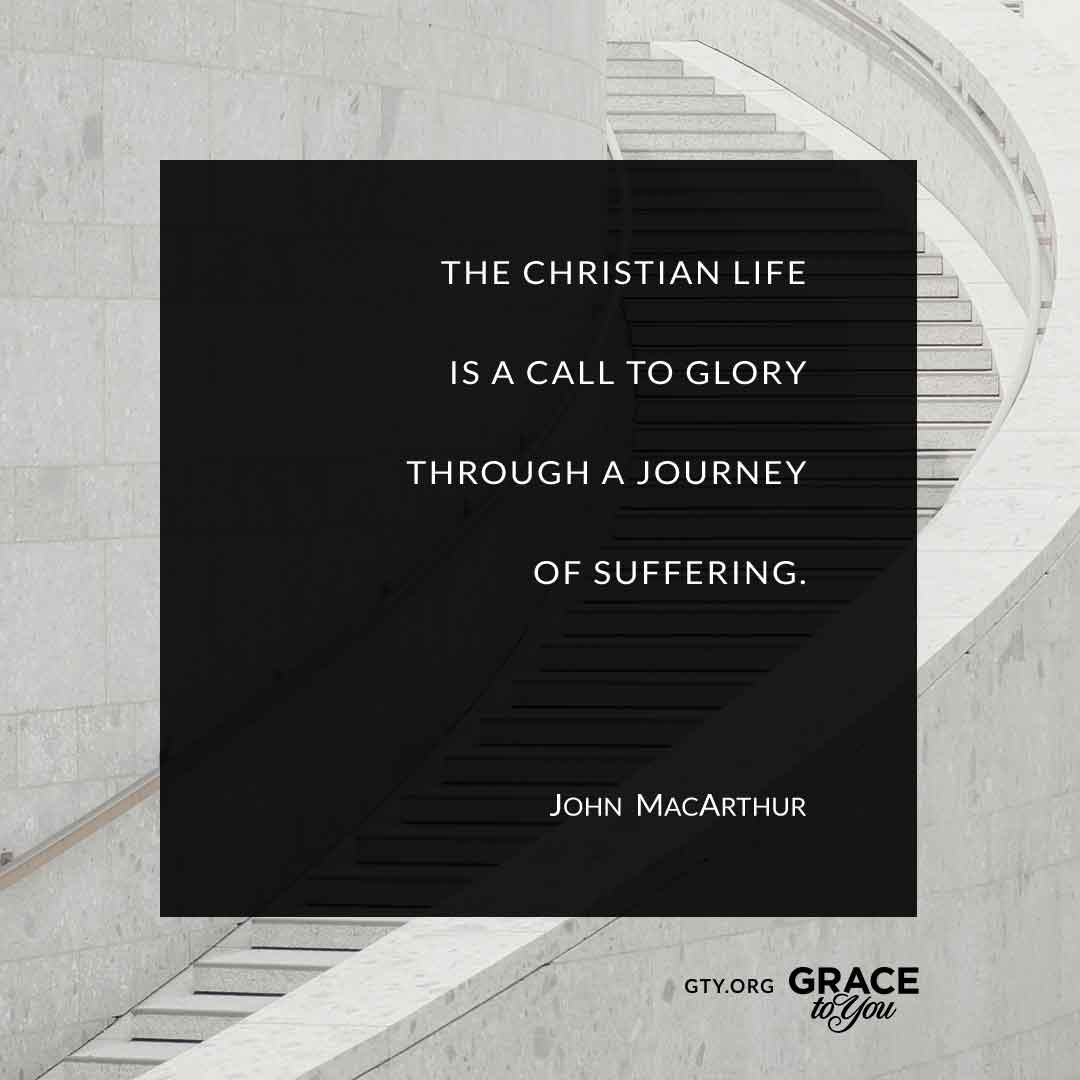 THE CHRISTIAN LIFE
IS A CALL TO GLORY
THROUGH A JOURNEY
OF SUFFERING.
JOHN MACARTHUR
GTY.ORG GRACE
to You